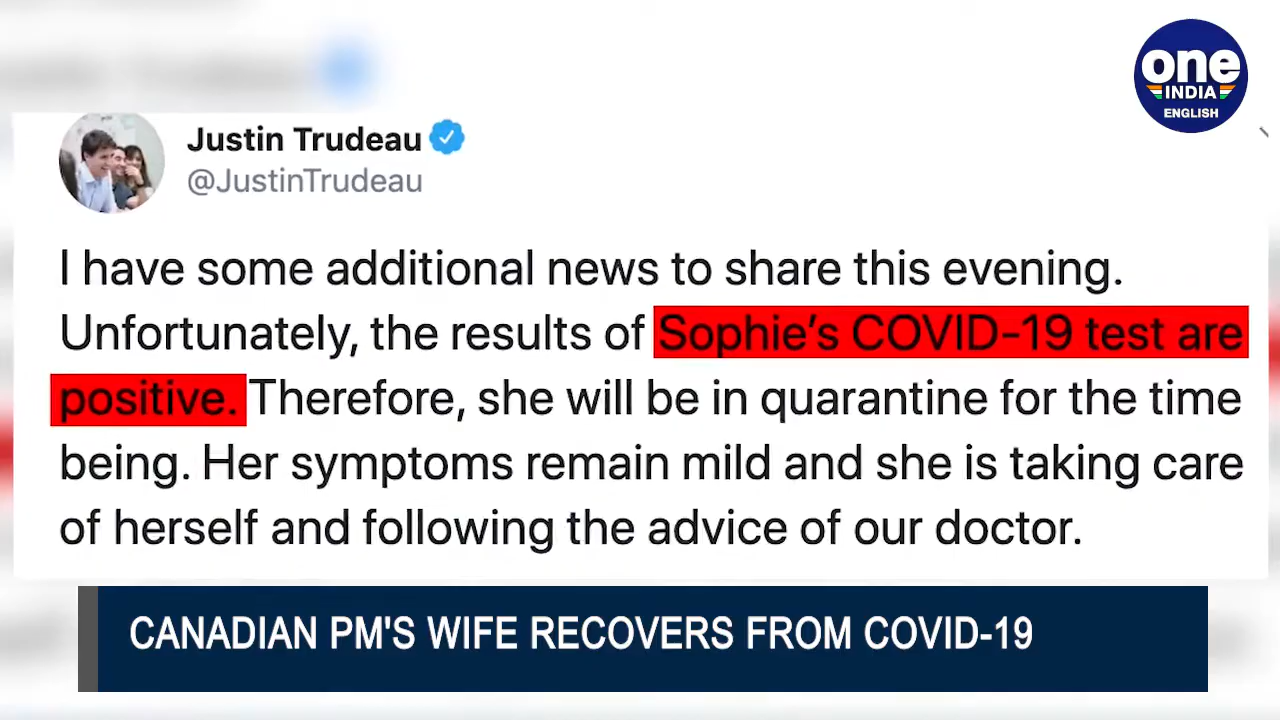 one
INDIA
ENGLISH
Justin Trudeau
@JustinTrudeau
I have some additional news to share this evening.
Unfortunately, the results of Sophie’s COVID-19 test are
positive. Therefore, she will be in quarantine for the time
being. Her symptoms remain mild and she is taking care
of herself and following the advice of our doctor.
CANADIAN PM'S WIFE RECOVERS FROM COVID-19